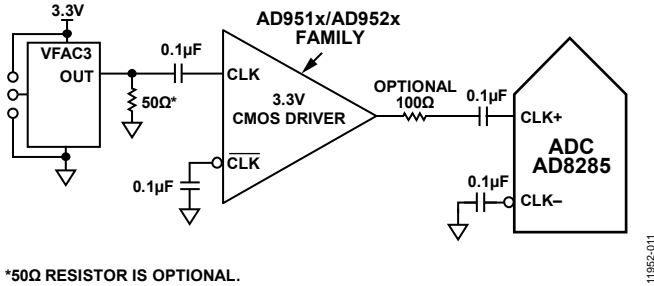 3.3V
VFAC3
OUT
0.1µF
50Ω*
AD951x/AD952x
FAMILY
CLK
3.3V
CMOS DRIVER
CLK
0.1µF
OPTIONAL
100Ω
0.1µF
CLK+
ADC
AD8285
0.1µF
CLK–
*50Ω RESISTOR IS OPTIONAL.
11952-011